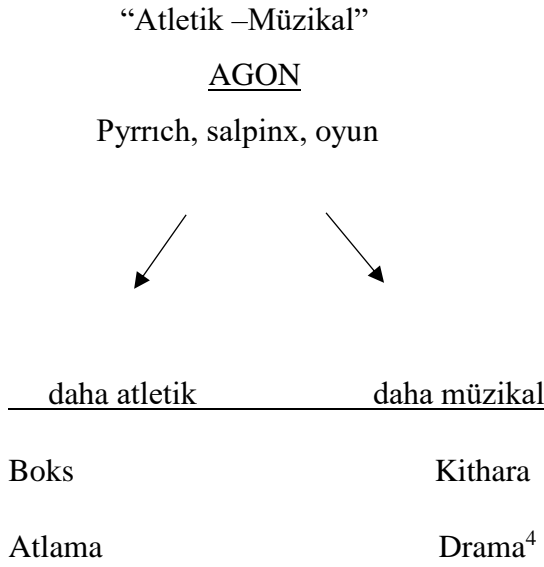 “Atletik –Müzikal”
AGON
Pyrrıch, salpinx, oyun
daha atletik daha müzikal
Boks Kithara
Atlama Drama⁴